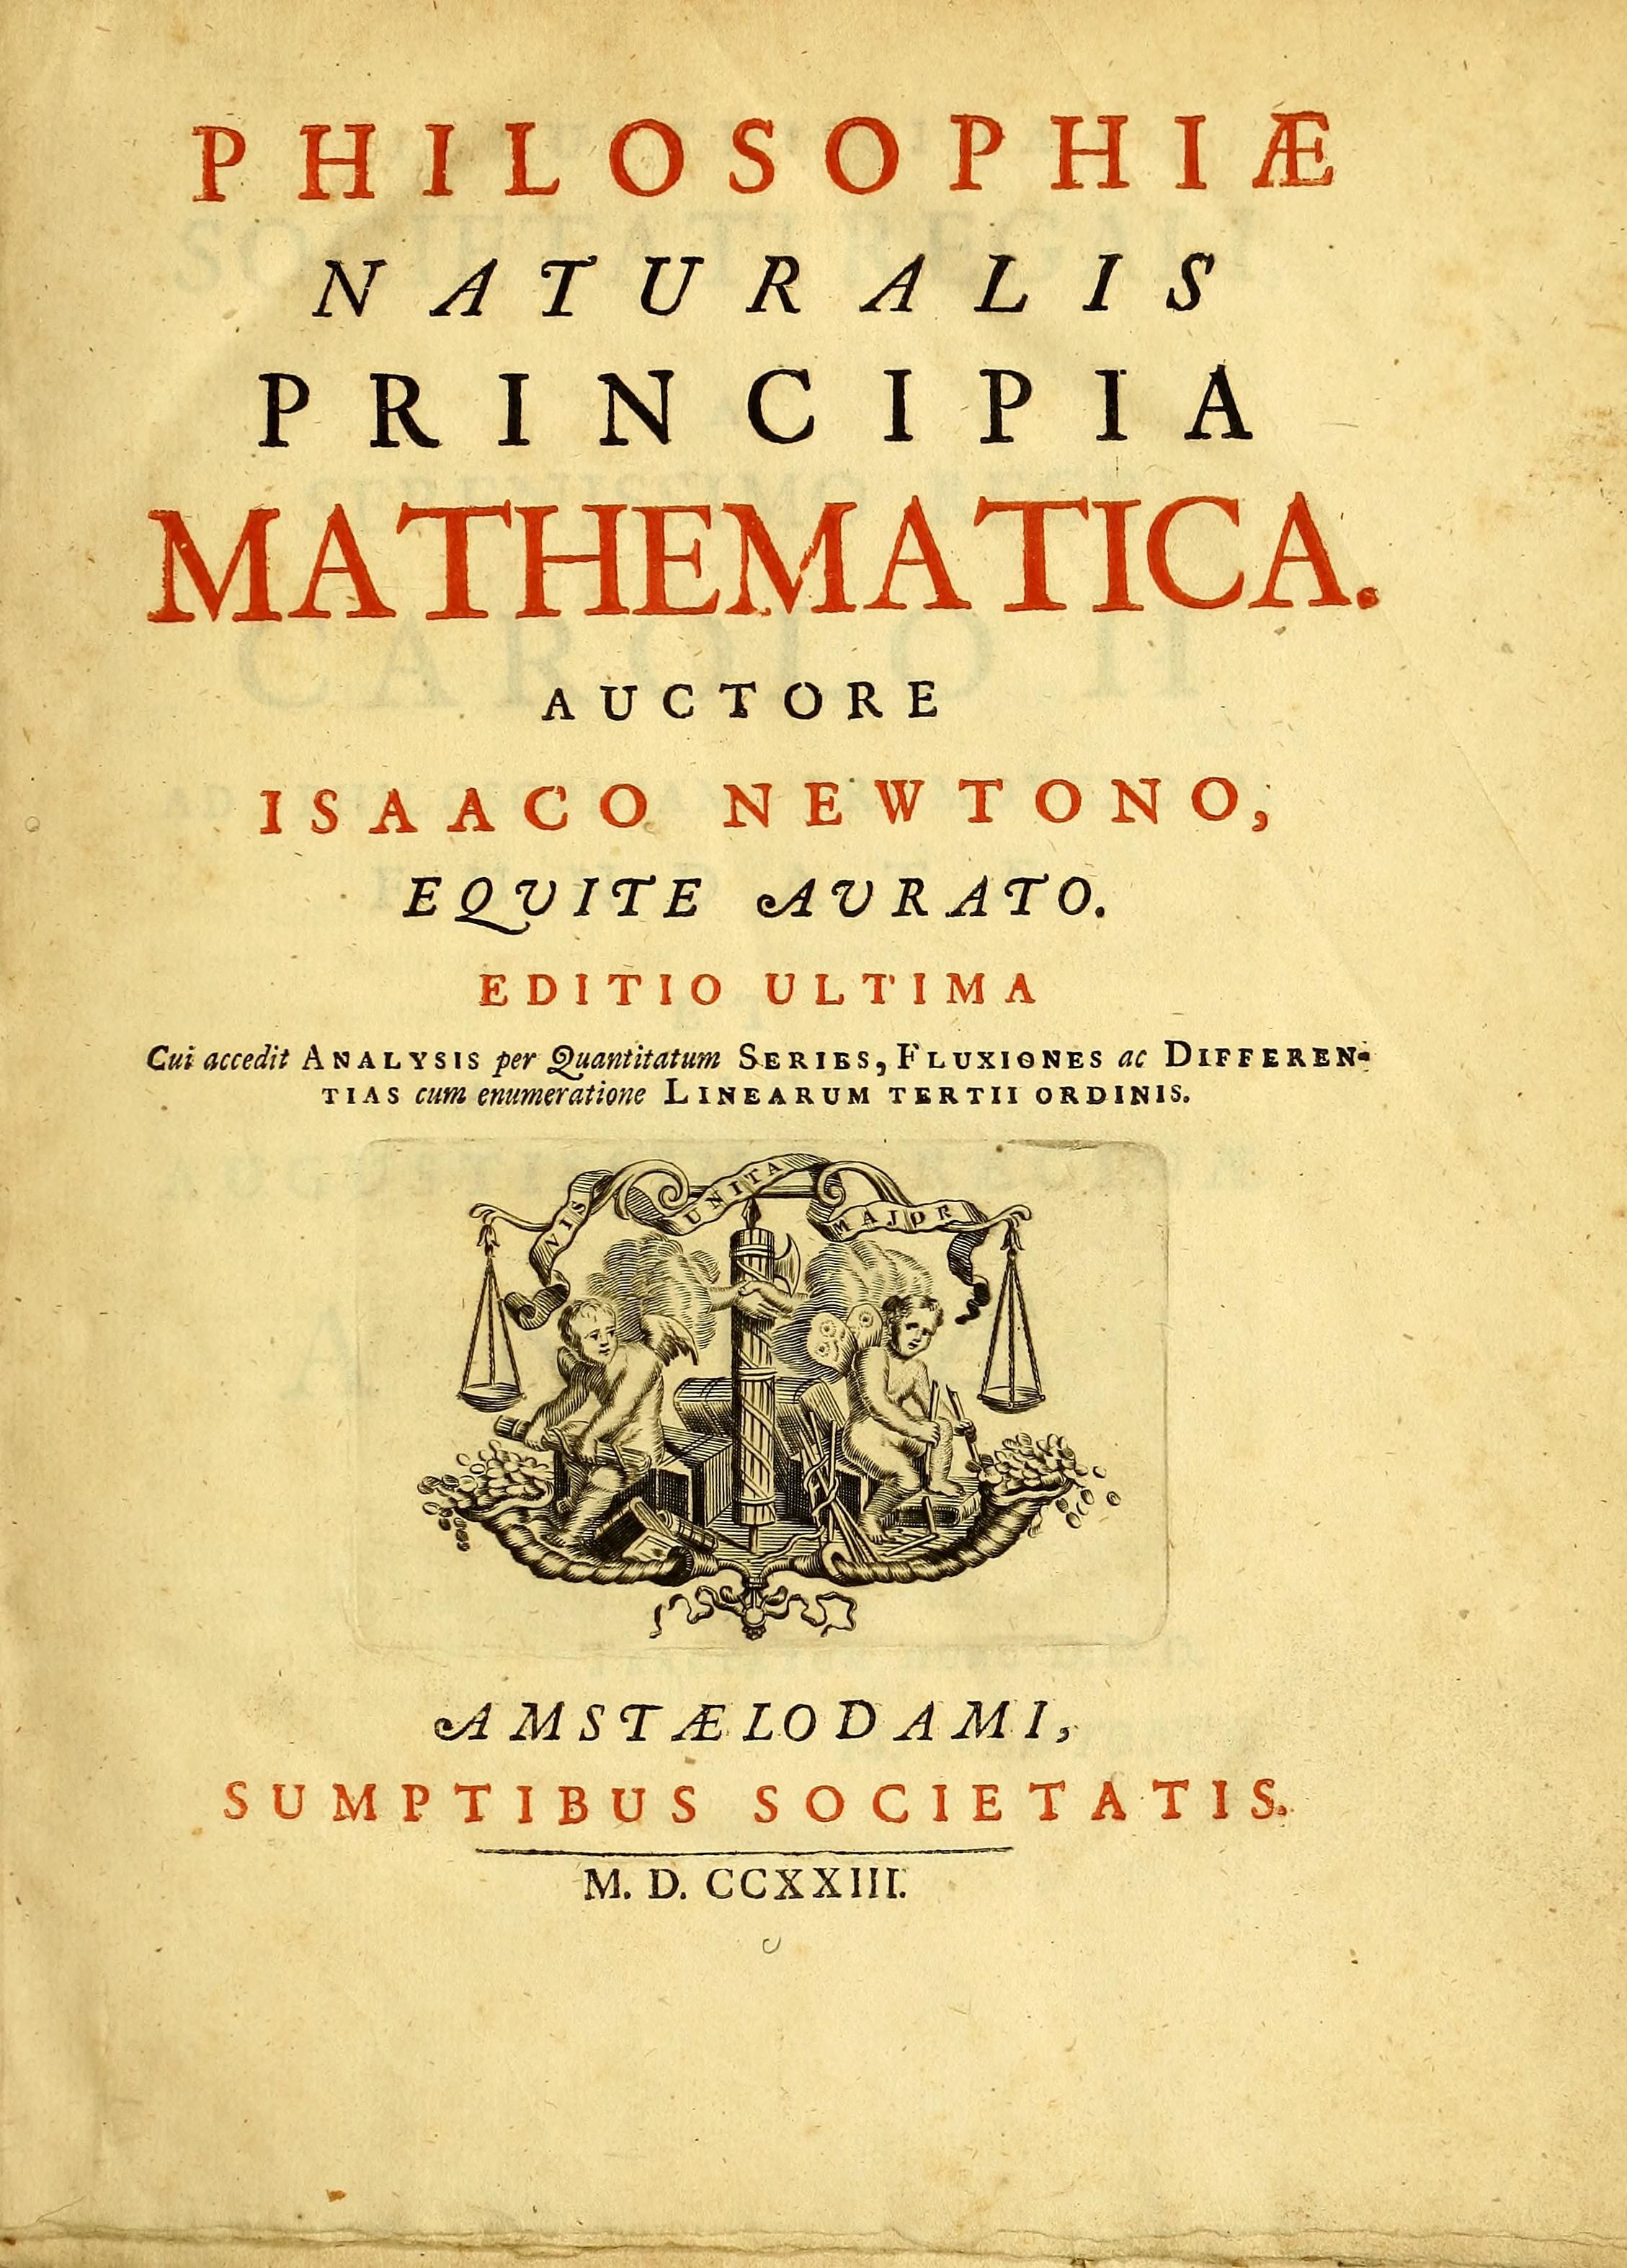 PHILOSOPHIÆ
NATURALIS
PRINCIPIA
MATHEMATICA.
AUCTORE
ISAACO NEWTONO,
EQUITE AURATO.
EDITIO ULTIMA
Cui accedit ANALYSIS per Quantitatum SERIES, FLUXIONES ac DIFFEREN-
TIAS cum enumeratione LINEARUM TERTII ORDINIS.
NIS UNITA MAJOR
AMSTÆLODAMI,
SUMPTIBUS SOCIETATIS.
M. D. CCXXIII.